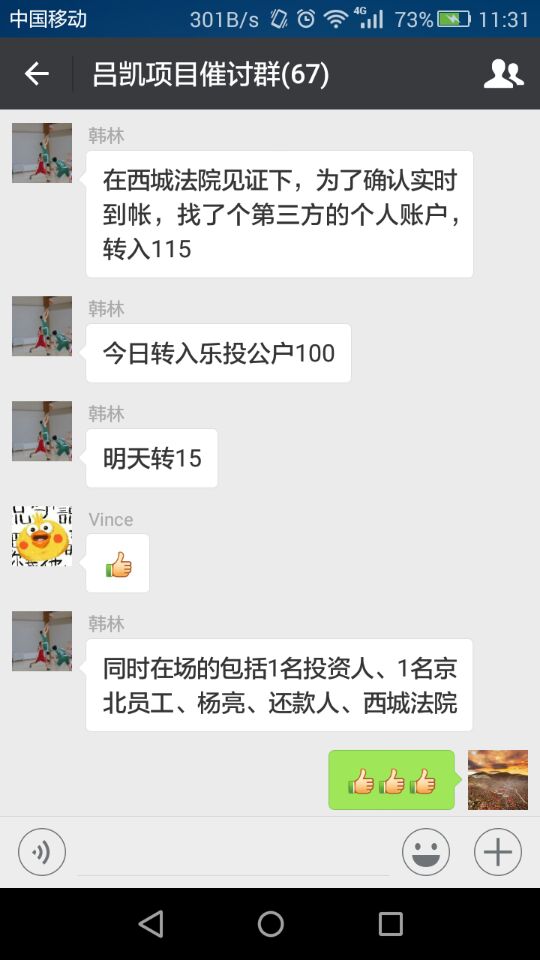 中国移动 301B/s 4G 73% 11:31
吕凯项目催讨群(67)
韩林
在西城法院见证下，为了确认实时
到帐，找了个第三方的个人账户，
转入115
韩林
今日转入乐投公户100
韩林
明天转15
Vince
韩林
同时在场的包括1名投资人、1名京
北员工、杨亮、还款人、西城法院